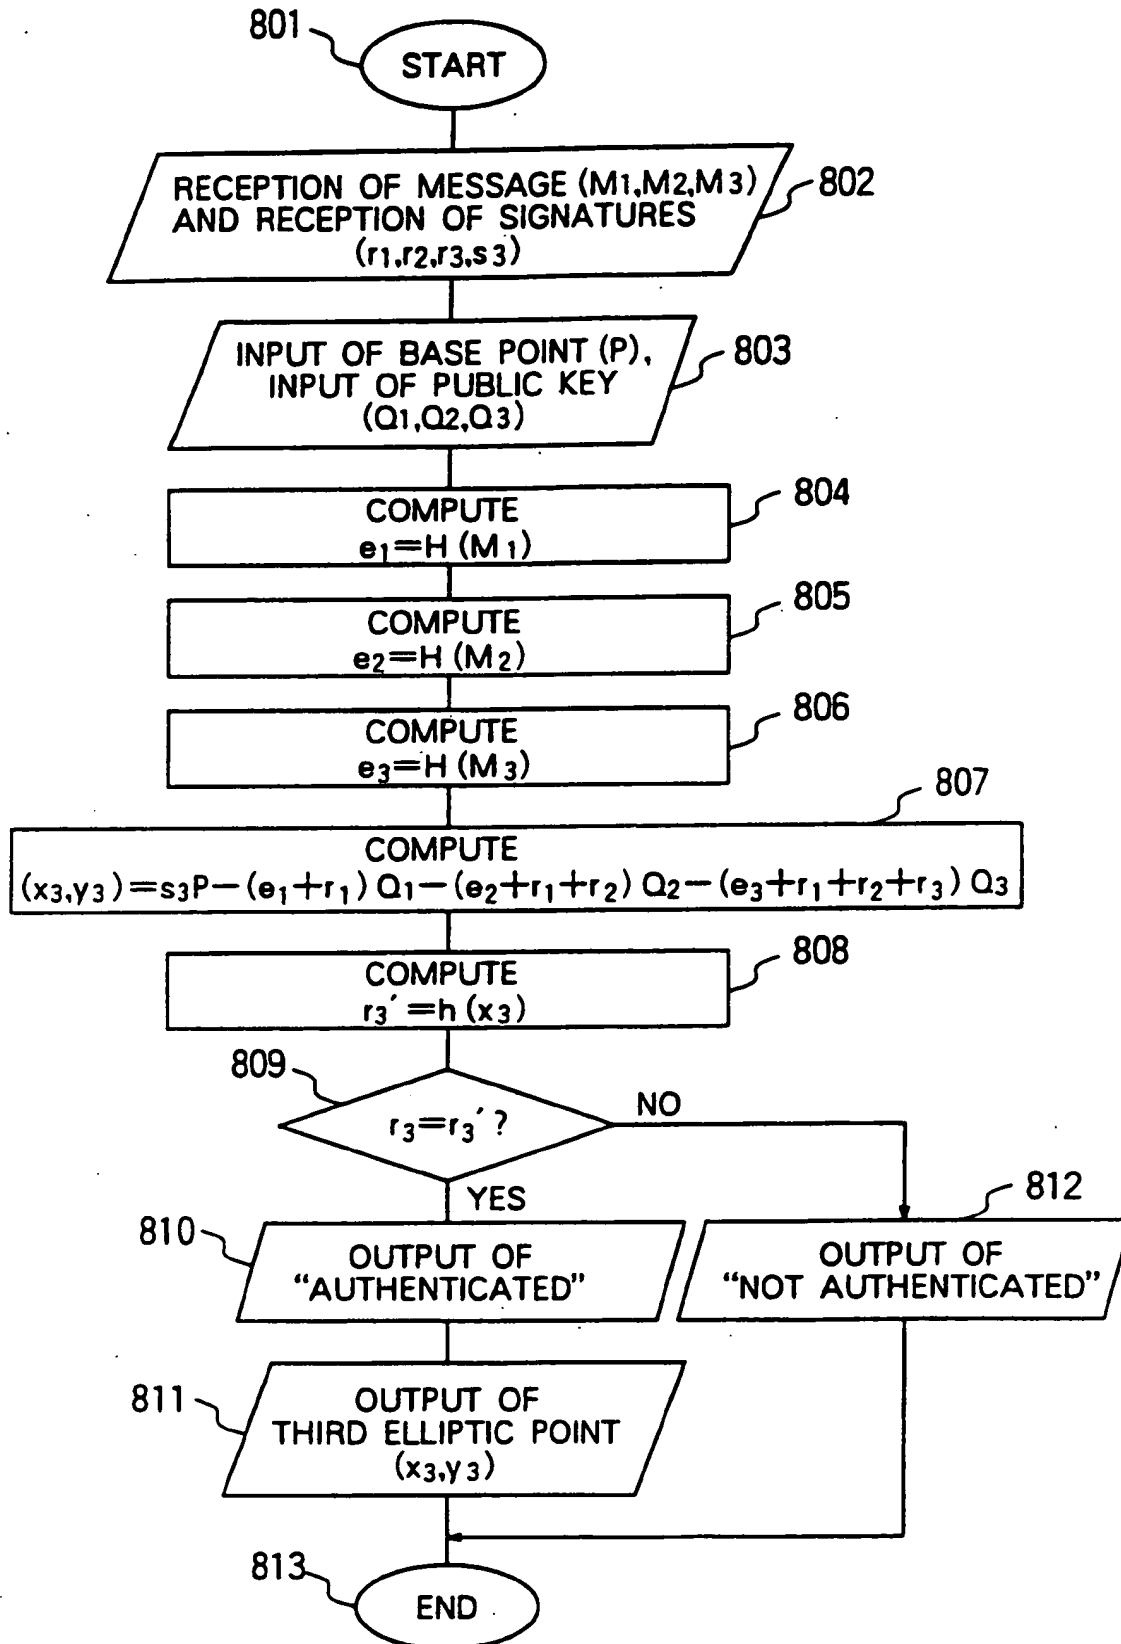 801
START
RECEPTION OF MESSAGE (M1,M2,M3)
AND RECEPTION OF SIGNATURES
(r1,r2,r3,s3)
802
INPUT OF BASE POINT (P),
INPUT OF PUBLIC KEY
(Q1,Q2,Q3)
803
COMPUTE
e1=H(M1)
804
COMPUTE
e2=H(M2)
805
COMPUTE
e3=H(M3)
806
807
COMPUTE
(x3,y3)=s3P-(e1+r1)Q1-(e2+r1+r2)Q2-(e3+r1+r2+r3)Q3
COMPUTE
r3'=h(x3)
808
809
r3=r3'?
NO
YES
810
OUTPUT OF
"AUTHENTICATED"
812
OUTPUT OF
"NOT AUTHENTICATED"
811
OUTPUT OF
THIRD ELLIPTIC POINT
(x3,y3)
813
END